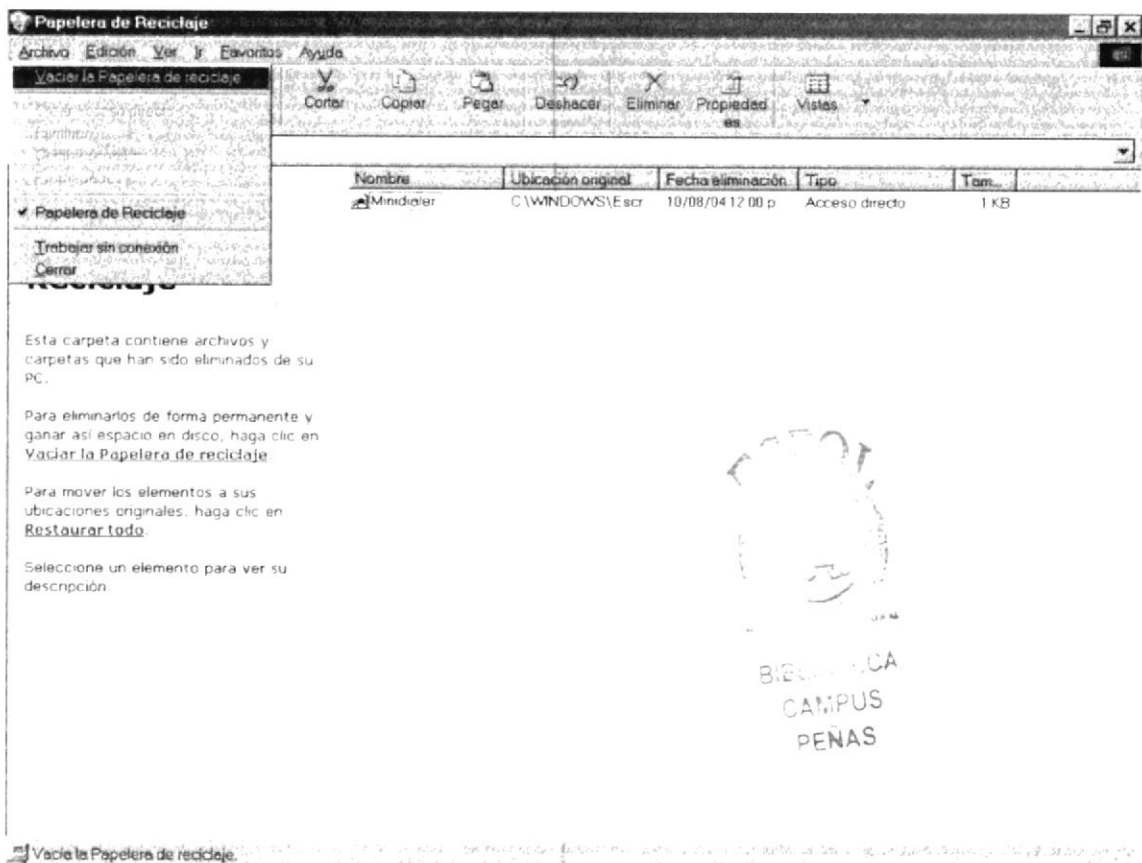 Papelera de Reciclaje
Archivo Edición Ver Ir Favoritos Ayuda
Vaciar la Papelera de reciclaje
Papelera de Reciclaje
Trabajar sin conexión
Cerrar
Cortar Copiar Pegar Deshacer Eliminar Propiedad
es
Vistas
Nombre Ubicación original Fecha eliminación Tipo Tam...
Minidialer C:\WINDOWS\Escr 10/08/04 12:00 p Acceso directo 1 KB
Reciclaje
Esta carpeta contiene archivos y
carpetas que han sido eliminados de su
PC.
Para eliminarlos de forma permanente y
ganar así espacio en disco, haga clic en
Vaciar la Papelera de reciclaje
Para mover los elementos a sus
ubicaciones originales, haga clic en
Restaurar todo.
Seleccione un elemento para ver su
descripción.
CAMPUS
PEÑAS
Vacía la Papelera de reciclaje.